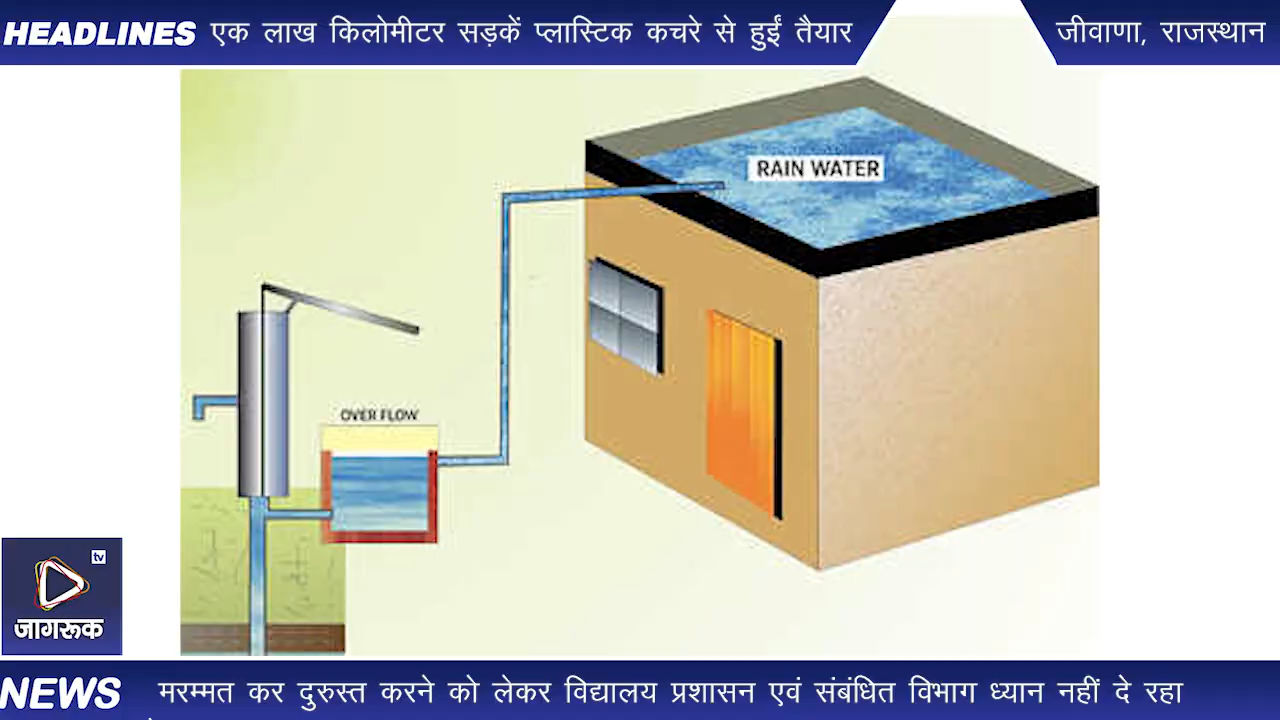 HEADLINES एक लाख किलोमीटर सड़कें प्लास्टिक कचरे से हुईं तैयार
जीवाणा, राजस्थान
RAIN WATER
OVER FLOW
tv
जागरूक
NEWS मरम्मत कर दुरुस्त करने को लेकर विद्यालय प्रशासन एवं संबंधित विभाग ध्यान नहीं दे रहा